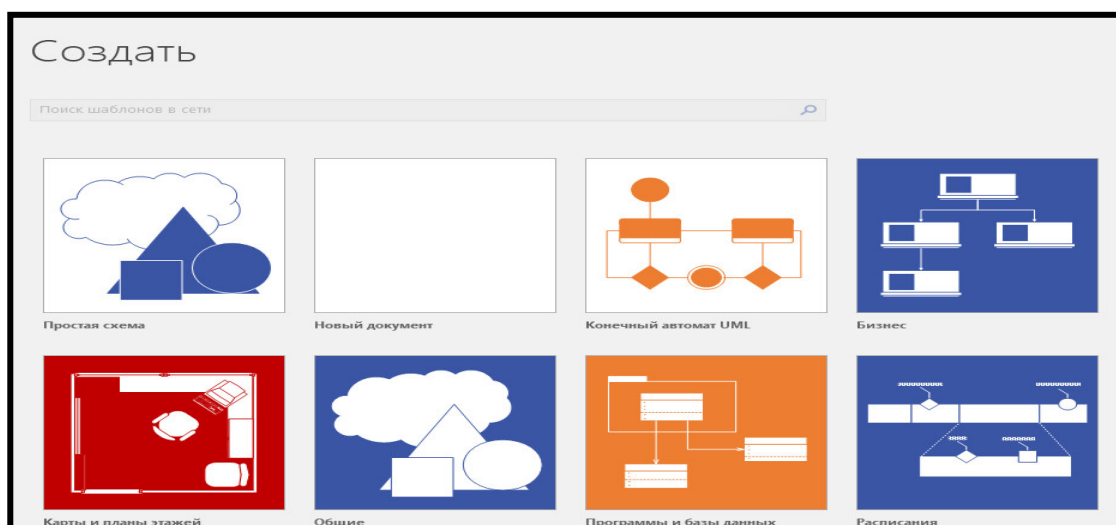 Создать
Поиск шаблонов в сети
Простая схема
Новый документ
Конечный автомат UML
Бизнес
Карты и планы этажей
Общие
Программы и базы данных
Расписания